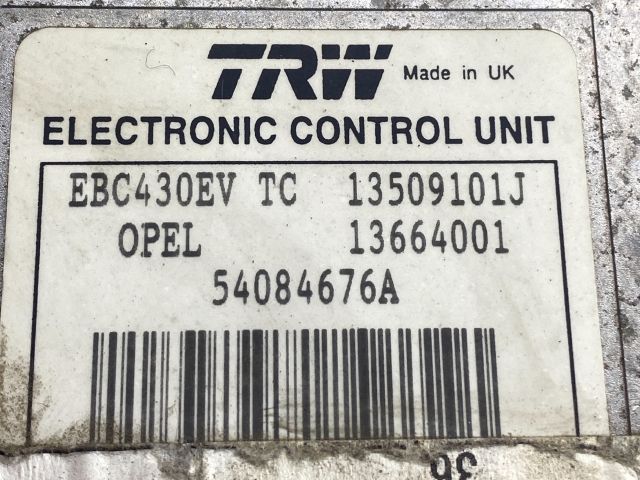 TRW Made in UK
ELECTRONIC CONTROL UNIT
EBC430EV TC 13509101J
OPEL 13664001
54084676A